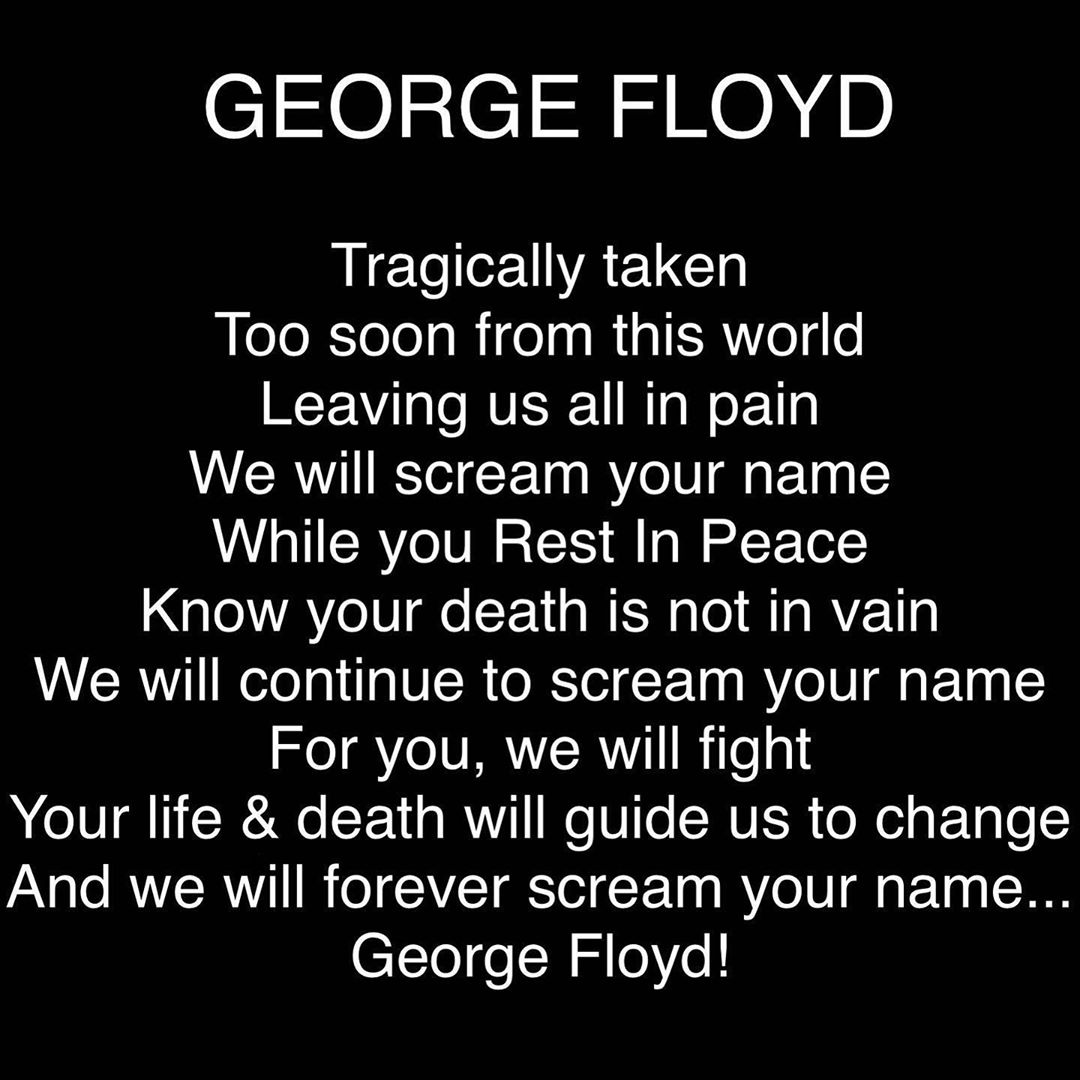 GEORGE FLOYD
Tragically taken
Too soon from this world
Leaving us all in pain
We will scream your name
While you Rest In Peace
Know your death is not in vain
We will continue to scream your name
For you, we will fight
Your life & death will guide us to change
And we will forever scream your name...
George Floyd!